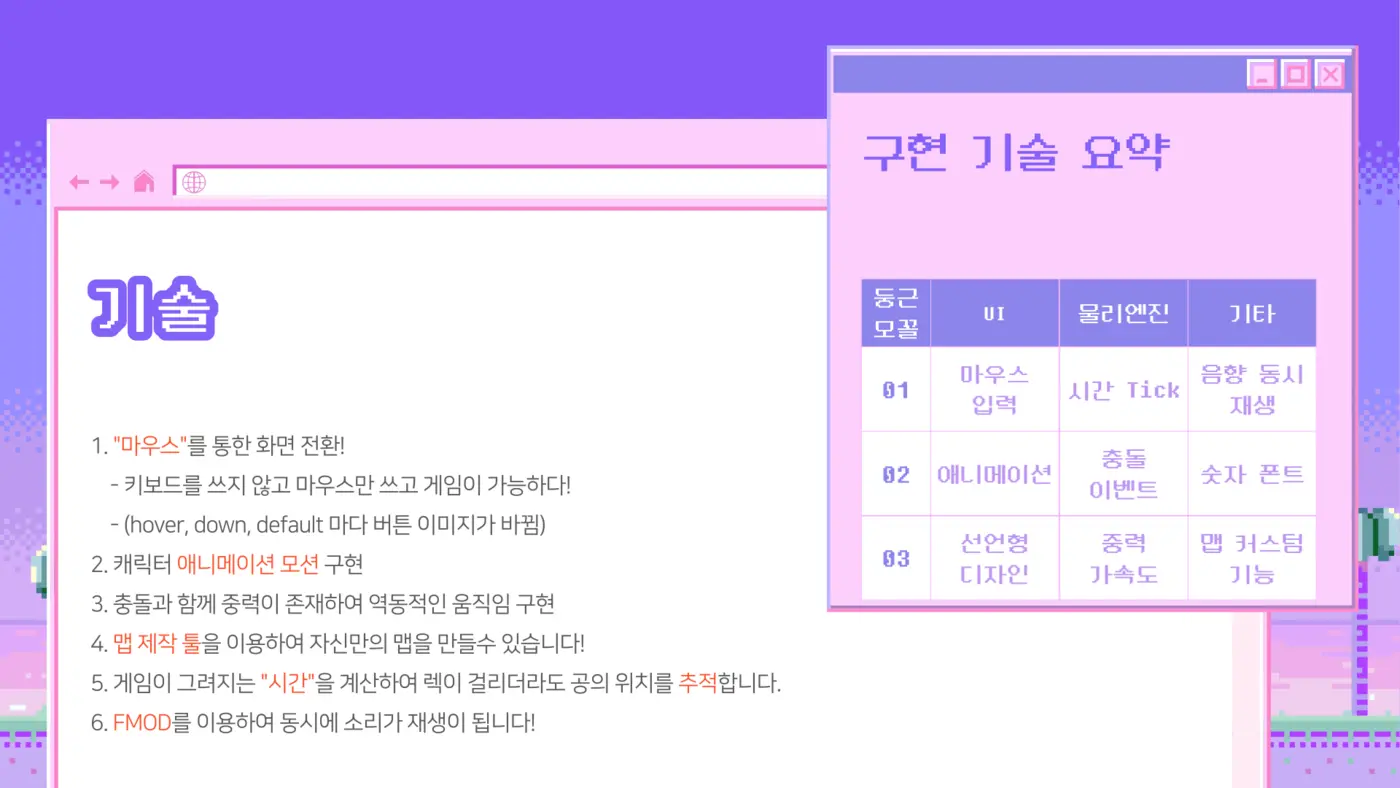 구현 기술 요약
기술
둥근
모꼴
UI
물리엔진
기타
01
마우스
입력
시간 Tick
음향 동시
재생
02
애니메이션
충돌
이벤트
숫자 폰트
03
선언형
디자인
중력
가속도
맵 커스텀
기능
1. "마우스"를 통한 화면 전환!
- 키보드를 쓰지 않고 마우스만 쓰고 게임이 가능하다!
- (hover, down, default 마다 버튼 이미지가 바뀜)
2. 캐릭터 애니메이션 모션 구현
3. 충돌과 함께 중력이 존재하여 역동적인 움직임 구현
4. 맵 제작 툴을 이용하여 자신만의 맵을 만들수 있습니다!
5. 게임이 그려지는 "시간"을 계산하여 렉이 걸리더라도 공의 위치를 추적합니다.
6. FMOD를 이용하여 동시에 소리가 재생이 됩니다!